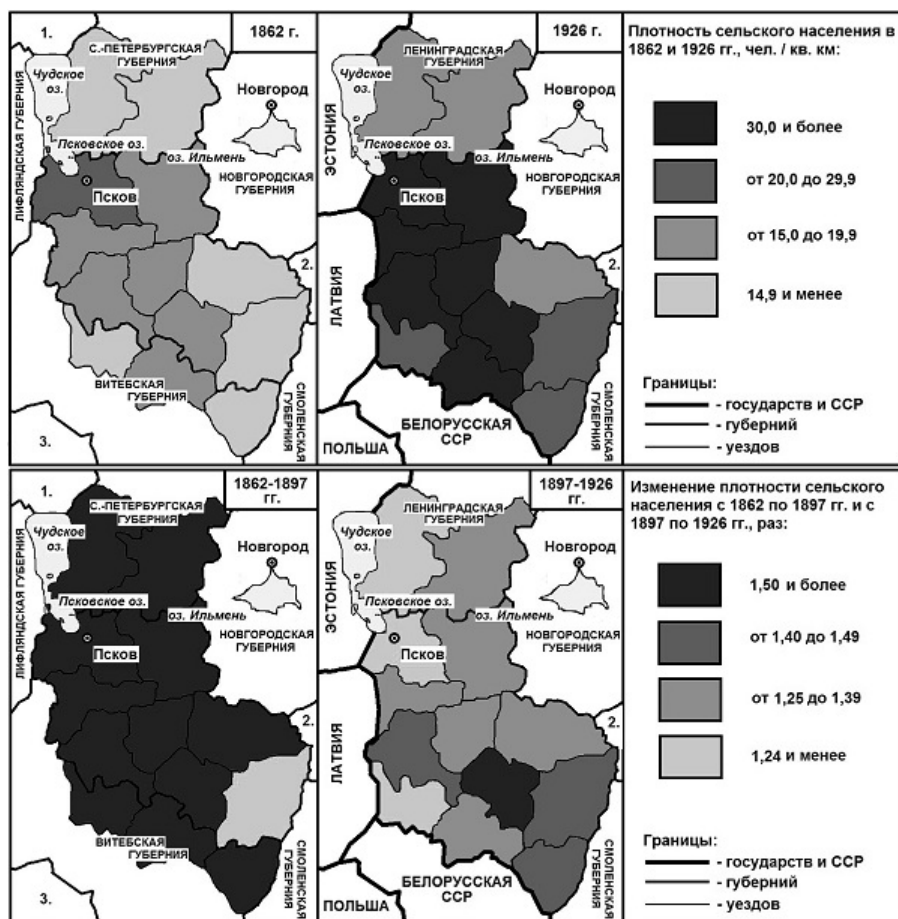 1.
С.-ПЕТЕРБУРГСКАЯ
ГУБЕРНИЯ
1862 г.
Чудское
оз.
Новгород
Псковское оз.
оз. Ильмень
ЛИФЛЯНДСКАЯ ГУБЕРНИЯ
Псков
НОВГОРОДСКАЯ
ГУБЕРНИЯ
2.
ВИТЕБСКАЯ
ГУБЕРНИЯ
СМОЛЕНСКАЯ
ГУБЕРНИЯ
3.
ЛЕНИНГРАДСКАЯ
ГУБЕРНИЯ
1926 г.
Чудское
оз.
Новгород
ЭСТОНИЯ
Псковское оз.
оз. Ильмень
Псков
НОВГОРОДСКАЯ
ГУБЕРНИЯ
2.
ЛАТВИЯ
СМОЛЕНСКАЯ
ГУБЕРНИЯ
БЕЛОРУССКАЯ
ССР
ПОЛЬША
Плотность сельского населения в
1862 и 1926 гг., чел. / кв. км:
30,0 и более
от 20,0 до 29,9
от 15,0 до 19,9
14,9 и менее
Границы:
- государств и ССР
- губерний
- уездов
1.
С.-ПЕТЕРБУРГСКАЯ
ГУБЕРНИЯ
1862-1897
гг.
Чудское
оз.
Новгород
Псковское оз.
оз. Ильмень
ЛИФЛЯНДСКАЯ ГУБЕРНИЯ
Псков
НОВГОРОДСКАЯ
ГУБЕРНИЯ
2.
ВИТЕБСКАЯ
ГУБЕРНИЯ
СМОЛЕНСКАЯ
ГУБЕРНИЯ
3.
ЛЕНИНГРАДСКАЯ
ГУБЕРНИЯ
1897-1926
гг.
Чудское
оз.
Новгород
ЭСТОНИЯ
Псковское оз.
оз. Ильмень
Псков
НОВГОРОДСКАЯ
ГУБЕРНИЯ
2.
ЛАТВИЯ
СМОЛЕНСКАЯ
ГУБЕРНИЯ
БЕЛОРУССКАЯ
ССР
ПОЛЬША
Изменение плотности сельского
населения с 1862 по 1897 гг. и с
1897 по 1926 гг., раз:
1,50 и более
от 1,40 до 1,49
от 1,25 до 1,39
1,24 и менее
Границы:
- государств и ССР
- губерний
- уездов